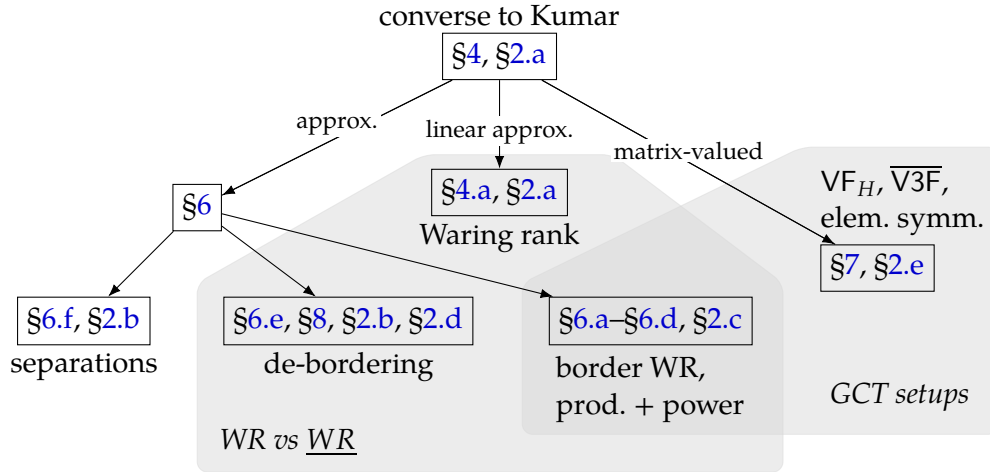 converse to Kumar
§4, §2.a
approx.
linear approx.
matrix-valued
§6
§4.a, §2.a
Waring rank
VF_H, \overline{V3F},
elem. symm.
§7, §2.e
§6.f, §2.b
separations
§6.e, §8, §2.b, §2.d
de-bordering
§6.a–§6.d, §2.c
border WR,
prod. + power
WR vs \underline{WR}
GCT setups